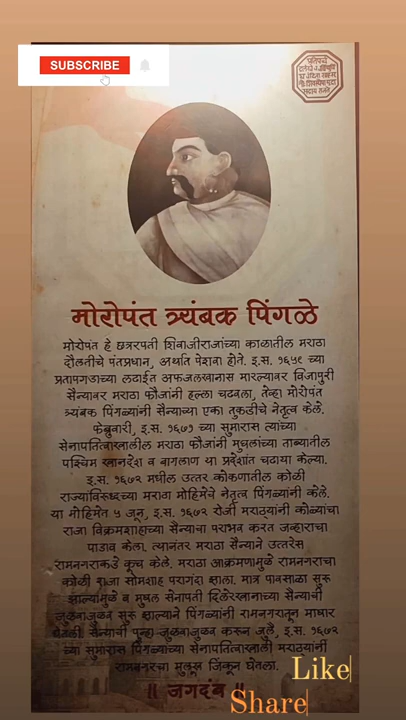 SUBSCRIBE
मोरोपंत त्र्यंबक पिंगळे
मोरोपंत हे छत्रपती शिवाजीराजांच्या काळातील मराठा
दौलतीचे पंतप्रधान, अर्थात पेशवा होते. इ.स. १६५९ च्या
प्रतापगडाच्या लढाईत अफजलखानास मारल्यावर विजापुरी
सैन्यावर मराठा फौजांनी हल्ला चढवला, तेव्हा मोरोपंत
त्र्यंबक पिंगळ्यांनी सैन्याच्या एका तुकडीचे नेतृत्व केले.
फेब्रुवारी, इ.स. १६७१ च्या सुमारास त्यांच्या
सेनापतित्वाखालील मराठा फौजांनी मुघलांच्या ताब्यातील
पश्चिम खानदेश व बागलाण या प्रदेशांत चढाया केल्या.
इ.स. १६७२ मधील उत्तर कोकणातील कोळी
राज्यांविरुद्धच्या मराठा मोहिमेचे नेतृत्व पिंगळ्यांनी केले.
या मोहिमेत ५ जून, इ.स. १६७२ रोजी मराठ्यांनी कोळ्यांचा
राजा विक्रमशहाच्या सैन्याचा पराभव करत जव्हाराचा
पाडाव केला. त्यानंतर मराठा सैन्याने उत्तरेस
रामनगराकडे कूच केले. मराठा आक्रमणामुळे रामनगराचा
कोळी राजा सोमशाह परागंदा झाला. मात्र पावसाळा सुरू
झाल्यामुळे व मुघल सेनापती दिलेरखानाच्या सैन्याची
जुळवाजुळव सुरू झाल्याने पिंगळ्यांनी रामनगरातून माघार
घेतली. सैन्याची पुन्हा जुळवाजुळव करून जुलै, इ.स. १६७२
च्या सुमारास पिंगळ्यांच्या सेनापतित्वाखाली मराठ्यांनी
रामनगरचा मुलूख जिंकून घेतला.
॥ जगदंब ॥
Like
Share